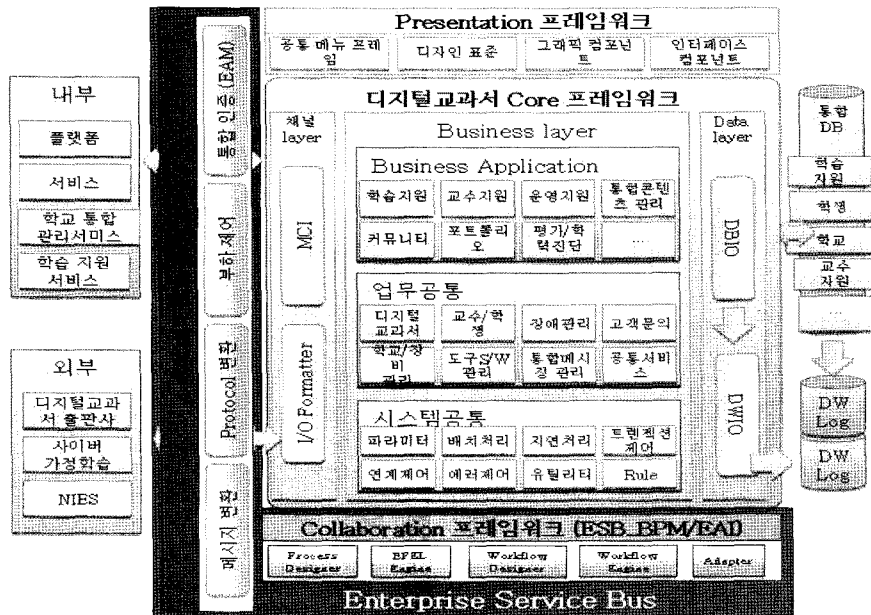 Presentation 프레임워크
공통 메뉴 프레
임
디자인 표준
그래픽 컴포넌
트
인터페이스
컴포넌트
내부
플랫폼
서비스
학교 통합
관리서미스
학습 지원
서비스
외부
디지털교과
서 출판사
사이버
가정학습
NIES
통합 인증 (EAM)
부하 제어
Protocol 변환
메시지 변환
디지털교과서 Core 프레임워크
채널
layer
MCI
I/O Formatter
Business layer
Business Application
학습지원
교수지원
운영지원
통합콘텐
츠 관리
커뮤니티
포트폴리
오
평가/학
력진단
...
업무공통
디지털
교과서
교수/학
생
장애관리
고객문의
학교/장
비
관리
도구S/W
관리
통합메시
징 관리
공통서비
스
시스템공통
파라미터
배치처리
지연처리
트랜젝션
제어
연계제어
에러제어
유틸리티
Rule
Data
layer
DBIO
DWIO
통합
DB
학습
지원
학생
학교
교수
지원
...
DW
Log
DW
Log
Collaboration 프레임워크 (ESB_BPM/EAI)
Process
Designer
BPEL
Engine
Workflow
Designer
Workflow
Engine
Adapter
Enterprise Service Bus